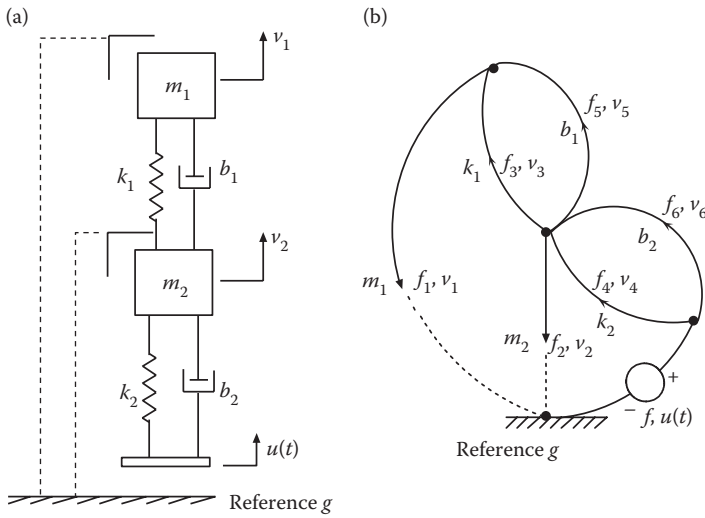 (a)
v₁
m₁
k₁
b₁
v₂
m₂
k₂
b₂
u(t)
Reference g
(b)
f₅, v₅
b₁
k₁
f₃, v₃
f₆, v₆
b₂
m₁
f₁, v₁
f₄, v₄
k₂
m₂
f₂, v₂
+
− f, u(t)
Reference g